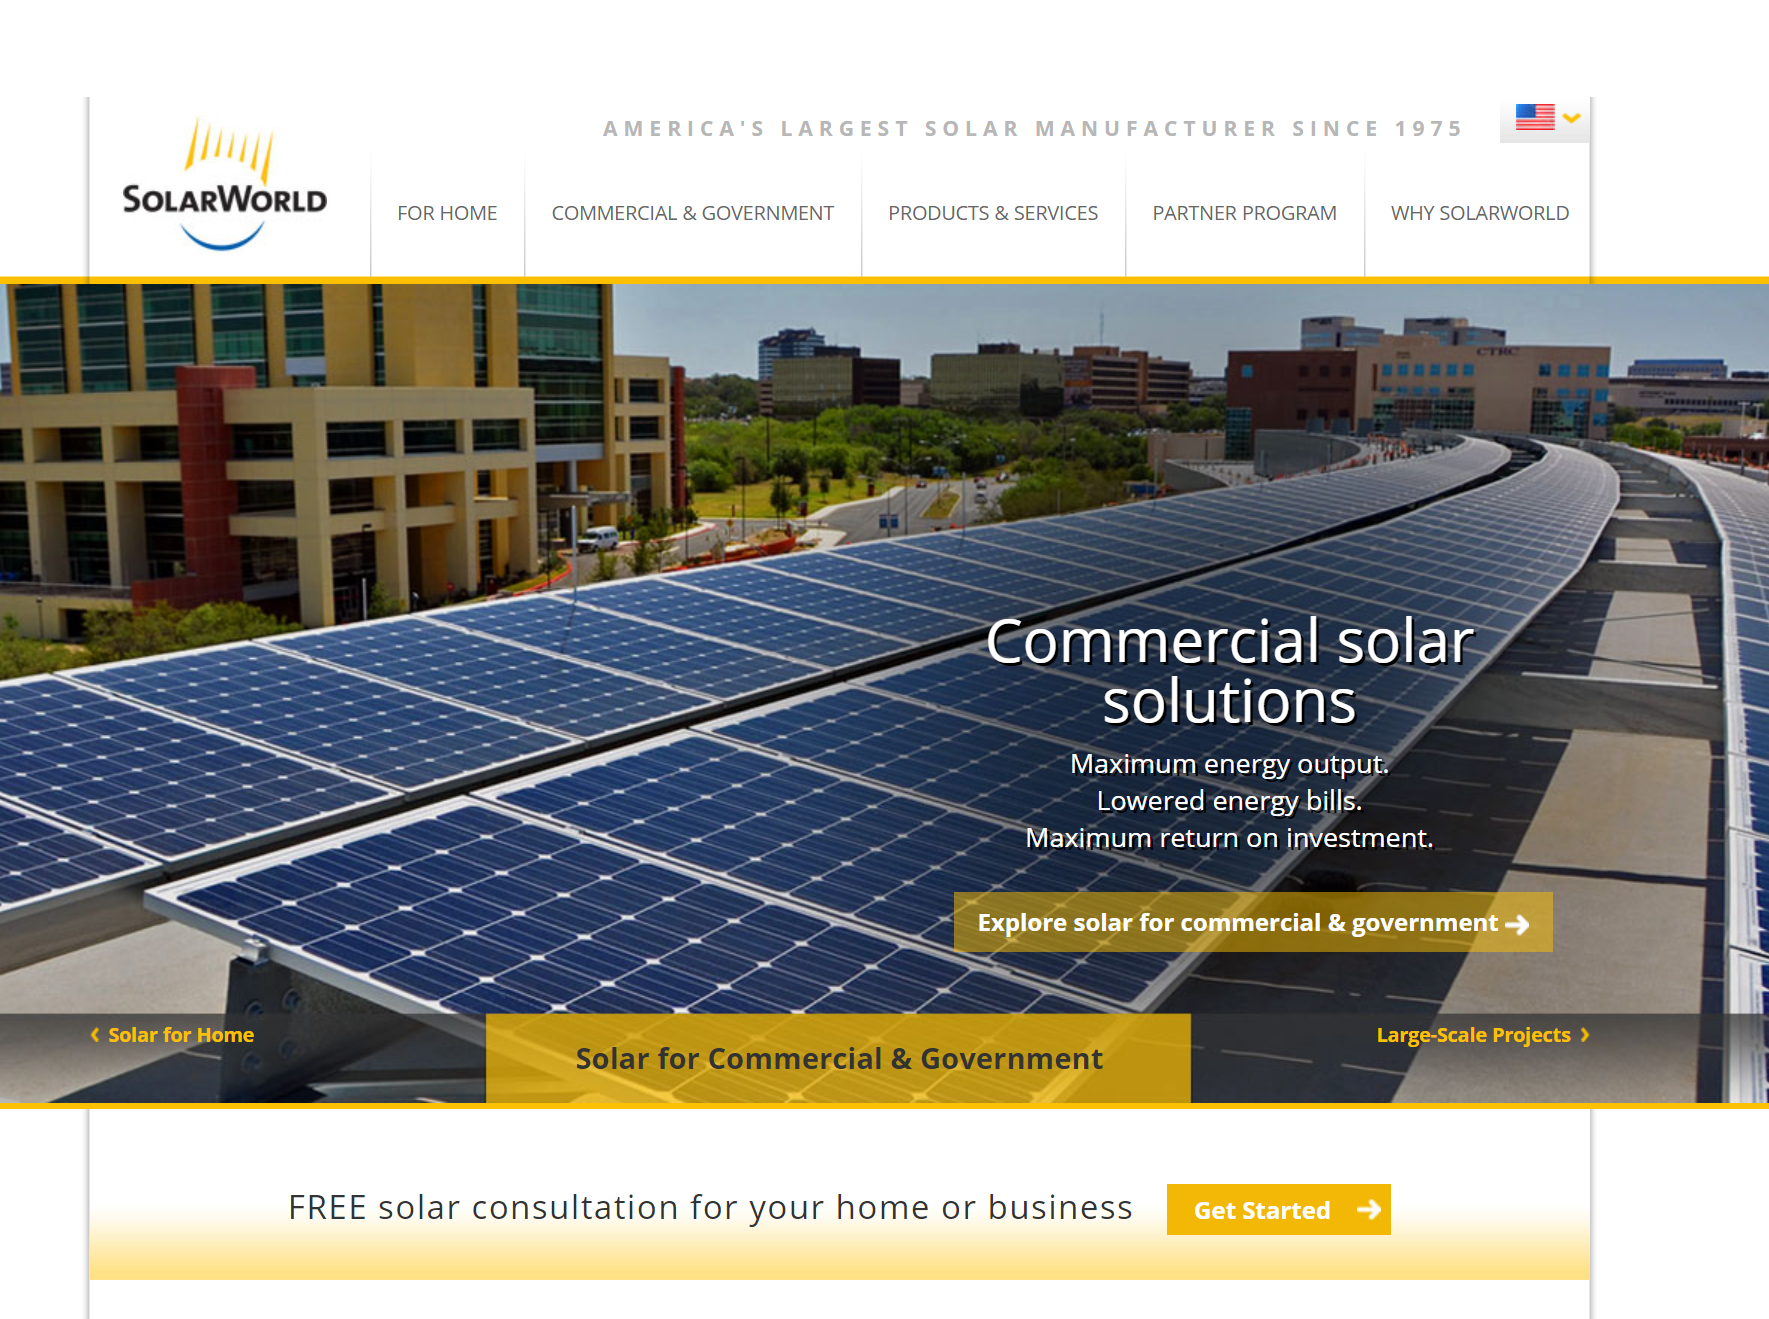 AMERICA'S LARGEST SOLAR MANUFACTURER SINCE 1975
SOLARWORLD
FOR HOME
COMMERCIAL & GOVERNMENT
PRODUCTS & SERVICES
PARTNER PROGRAM
WHY SOLARWORLD
CTRC
Commercial solar
solutions
Maximum energy output.
Lowered energy bills.
Maximum return on investment.
Explore solar for commercial & government
Solar for Home
Solar for Commercial & Government
Large-Scale Projects
FREE solar consultation for your home or business
Get Started